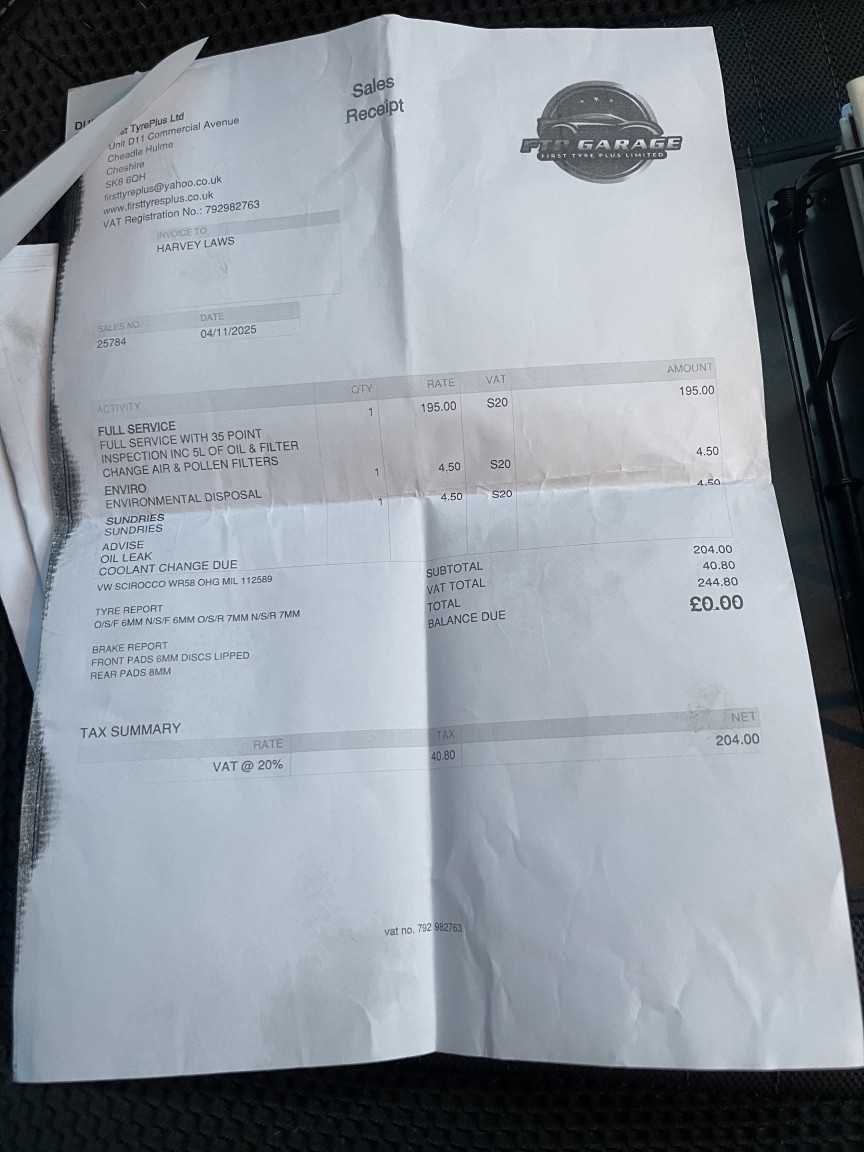 Sales
Receipt
FTP GARAGE
FIRST TYRE PLUS LIMITED
TyrePlus Ltd
Unit D11 Commercial Avenue
Cheadle Hulme
Cheshire
SK8 6QH
firsttyreplus@yahoo.co.uk
www.firsttyresplus.co.uk
VAT Registration No.: 792982763
INVOICE TO
HARVEY LAWS
SALES NO. DATE
25784 04/11/2025
ACTIVITY QTY RATE VAT AMOUNT
FULL SERVICE 1 195.00 S20 195.00
FULL SERVICE WITH 35 POINT
INSPECTION INC 5L OF OIL & FILTER
CHANGE AIR & POLLEN FILTERS
ENVIRO 1 4.50 S20 4.50
ENVIRONMENTAL DISPOSAL
SUNDRIES 1 4.50 S20 4.50
SUNDRIES
ADVISE
OIL LEAK
COOLANT CHANGE DUE
VW SCIROCCO WR58 OHG MIL 112589
TYRE REPORT
O/S/F 6MM N/S/F 6MM O/S/R 7MM N/S/R 7MM
BRAKE REPORT
FRONT PADS 6MM DISCS LIPPED
REAR PADS 8MM
SUBTOTAL 204.00
VAT TOTAL 40.80
TOTAL 244.80
BALANCE DUE £0.00
TAX SUMMARY
RATE TAX NET
VAT @ 20% 40.80 204.00
vat no. 792 982763